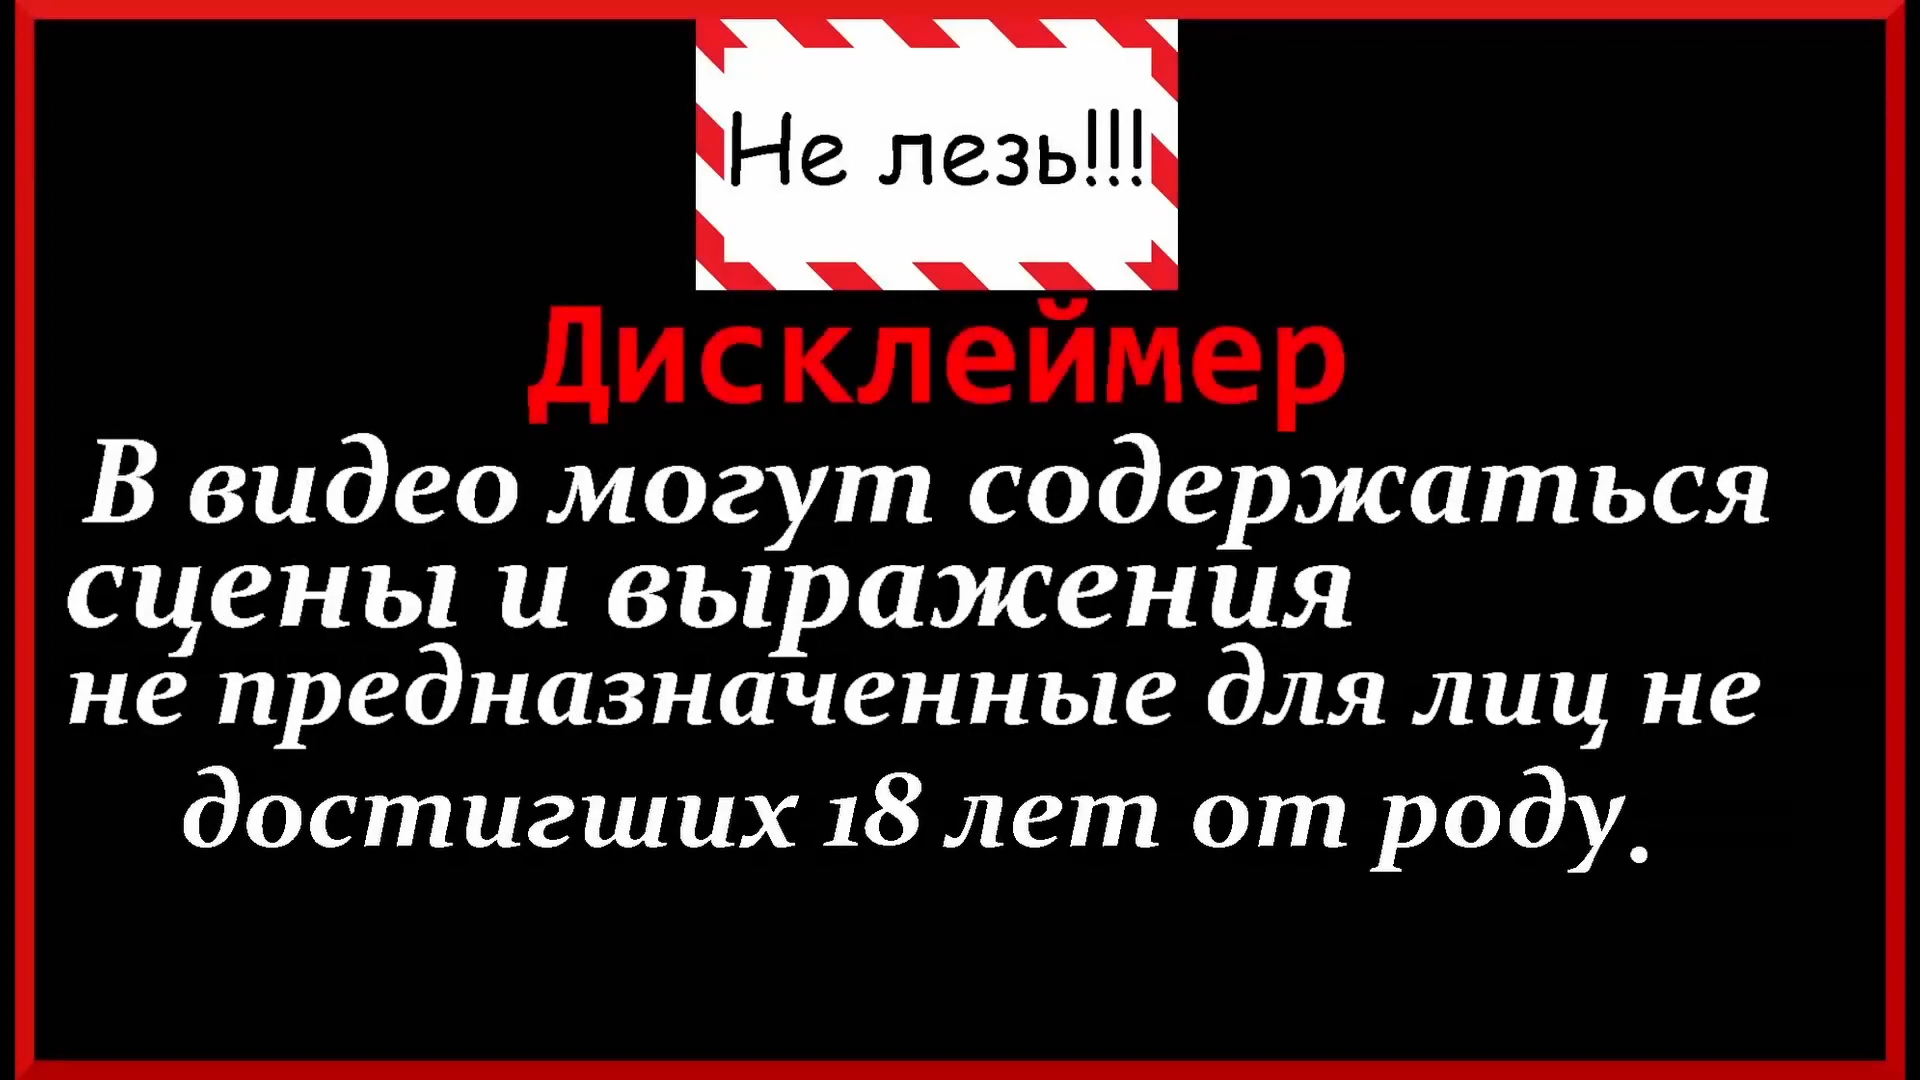 Не лезь!!!
Дисклеймер
В видео могут содержаться
сцены и выражения
не предназначенные для лиц не
достигших 18 лет от роду.